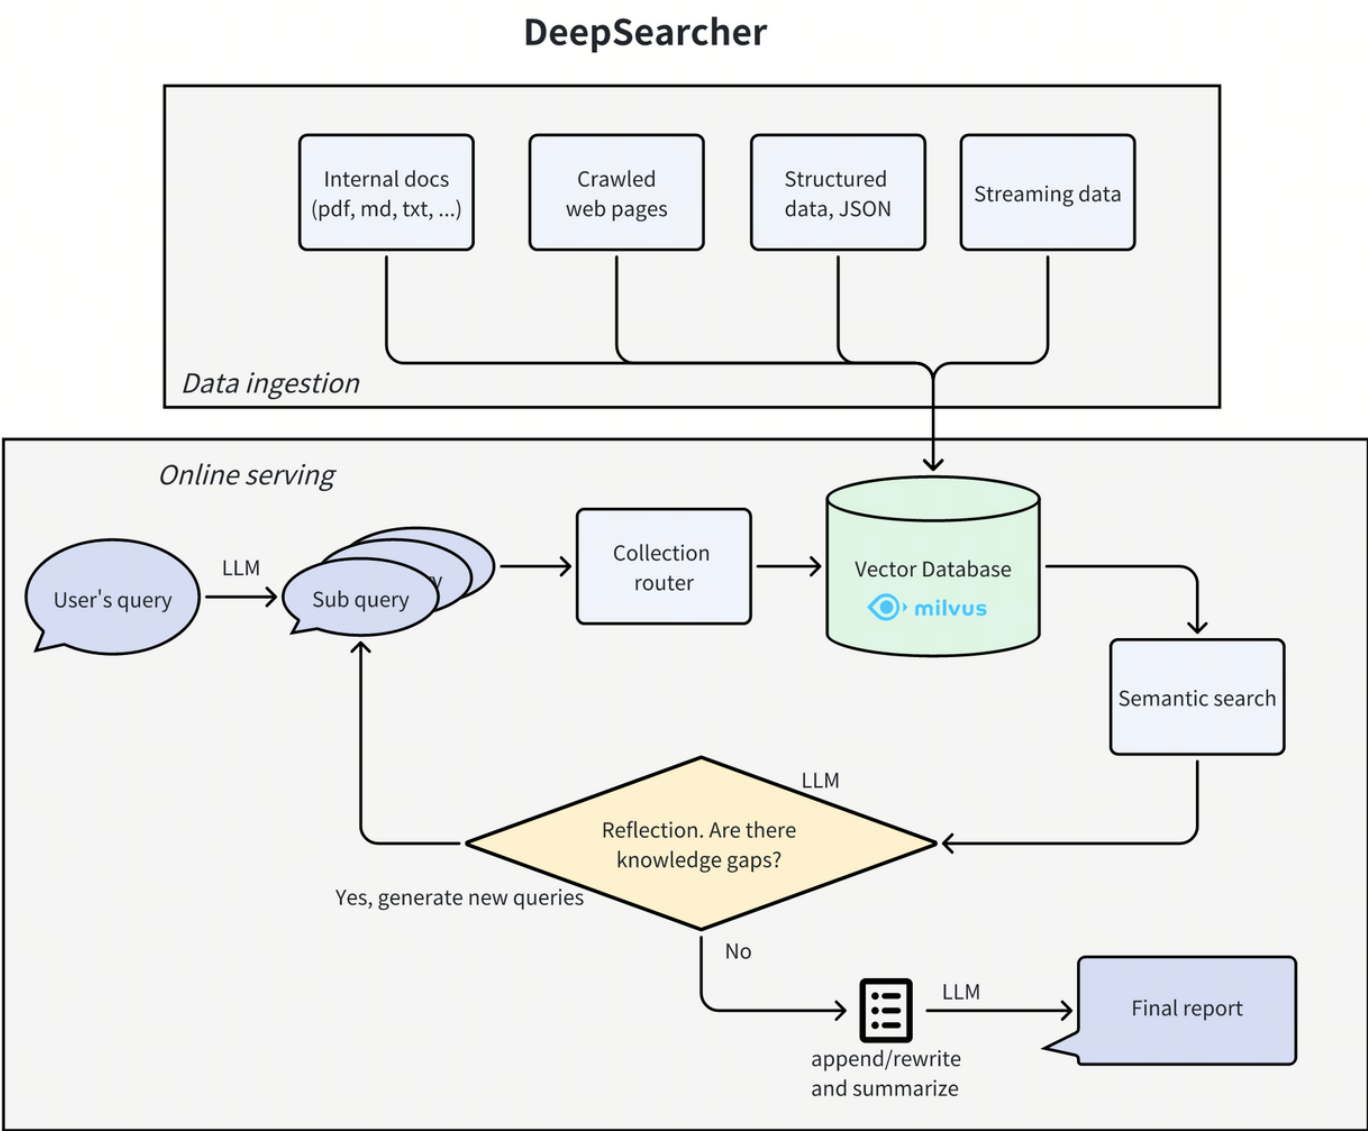 DeepSearcher
Internal docs
(pdf, md, txt, ...)
Crawled
web pages
Structured
data, JSON
Streaming data
Data ingestion
Online serving
User's query
LLM
Sub query
y
Collection
router
Vector Database
milvus
Semantic search
LLM
Reflection. Are there
knowledge gaps?
Yes, generate new queries
No
append/rewrite
and summarize
LLM
Final report